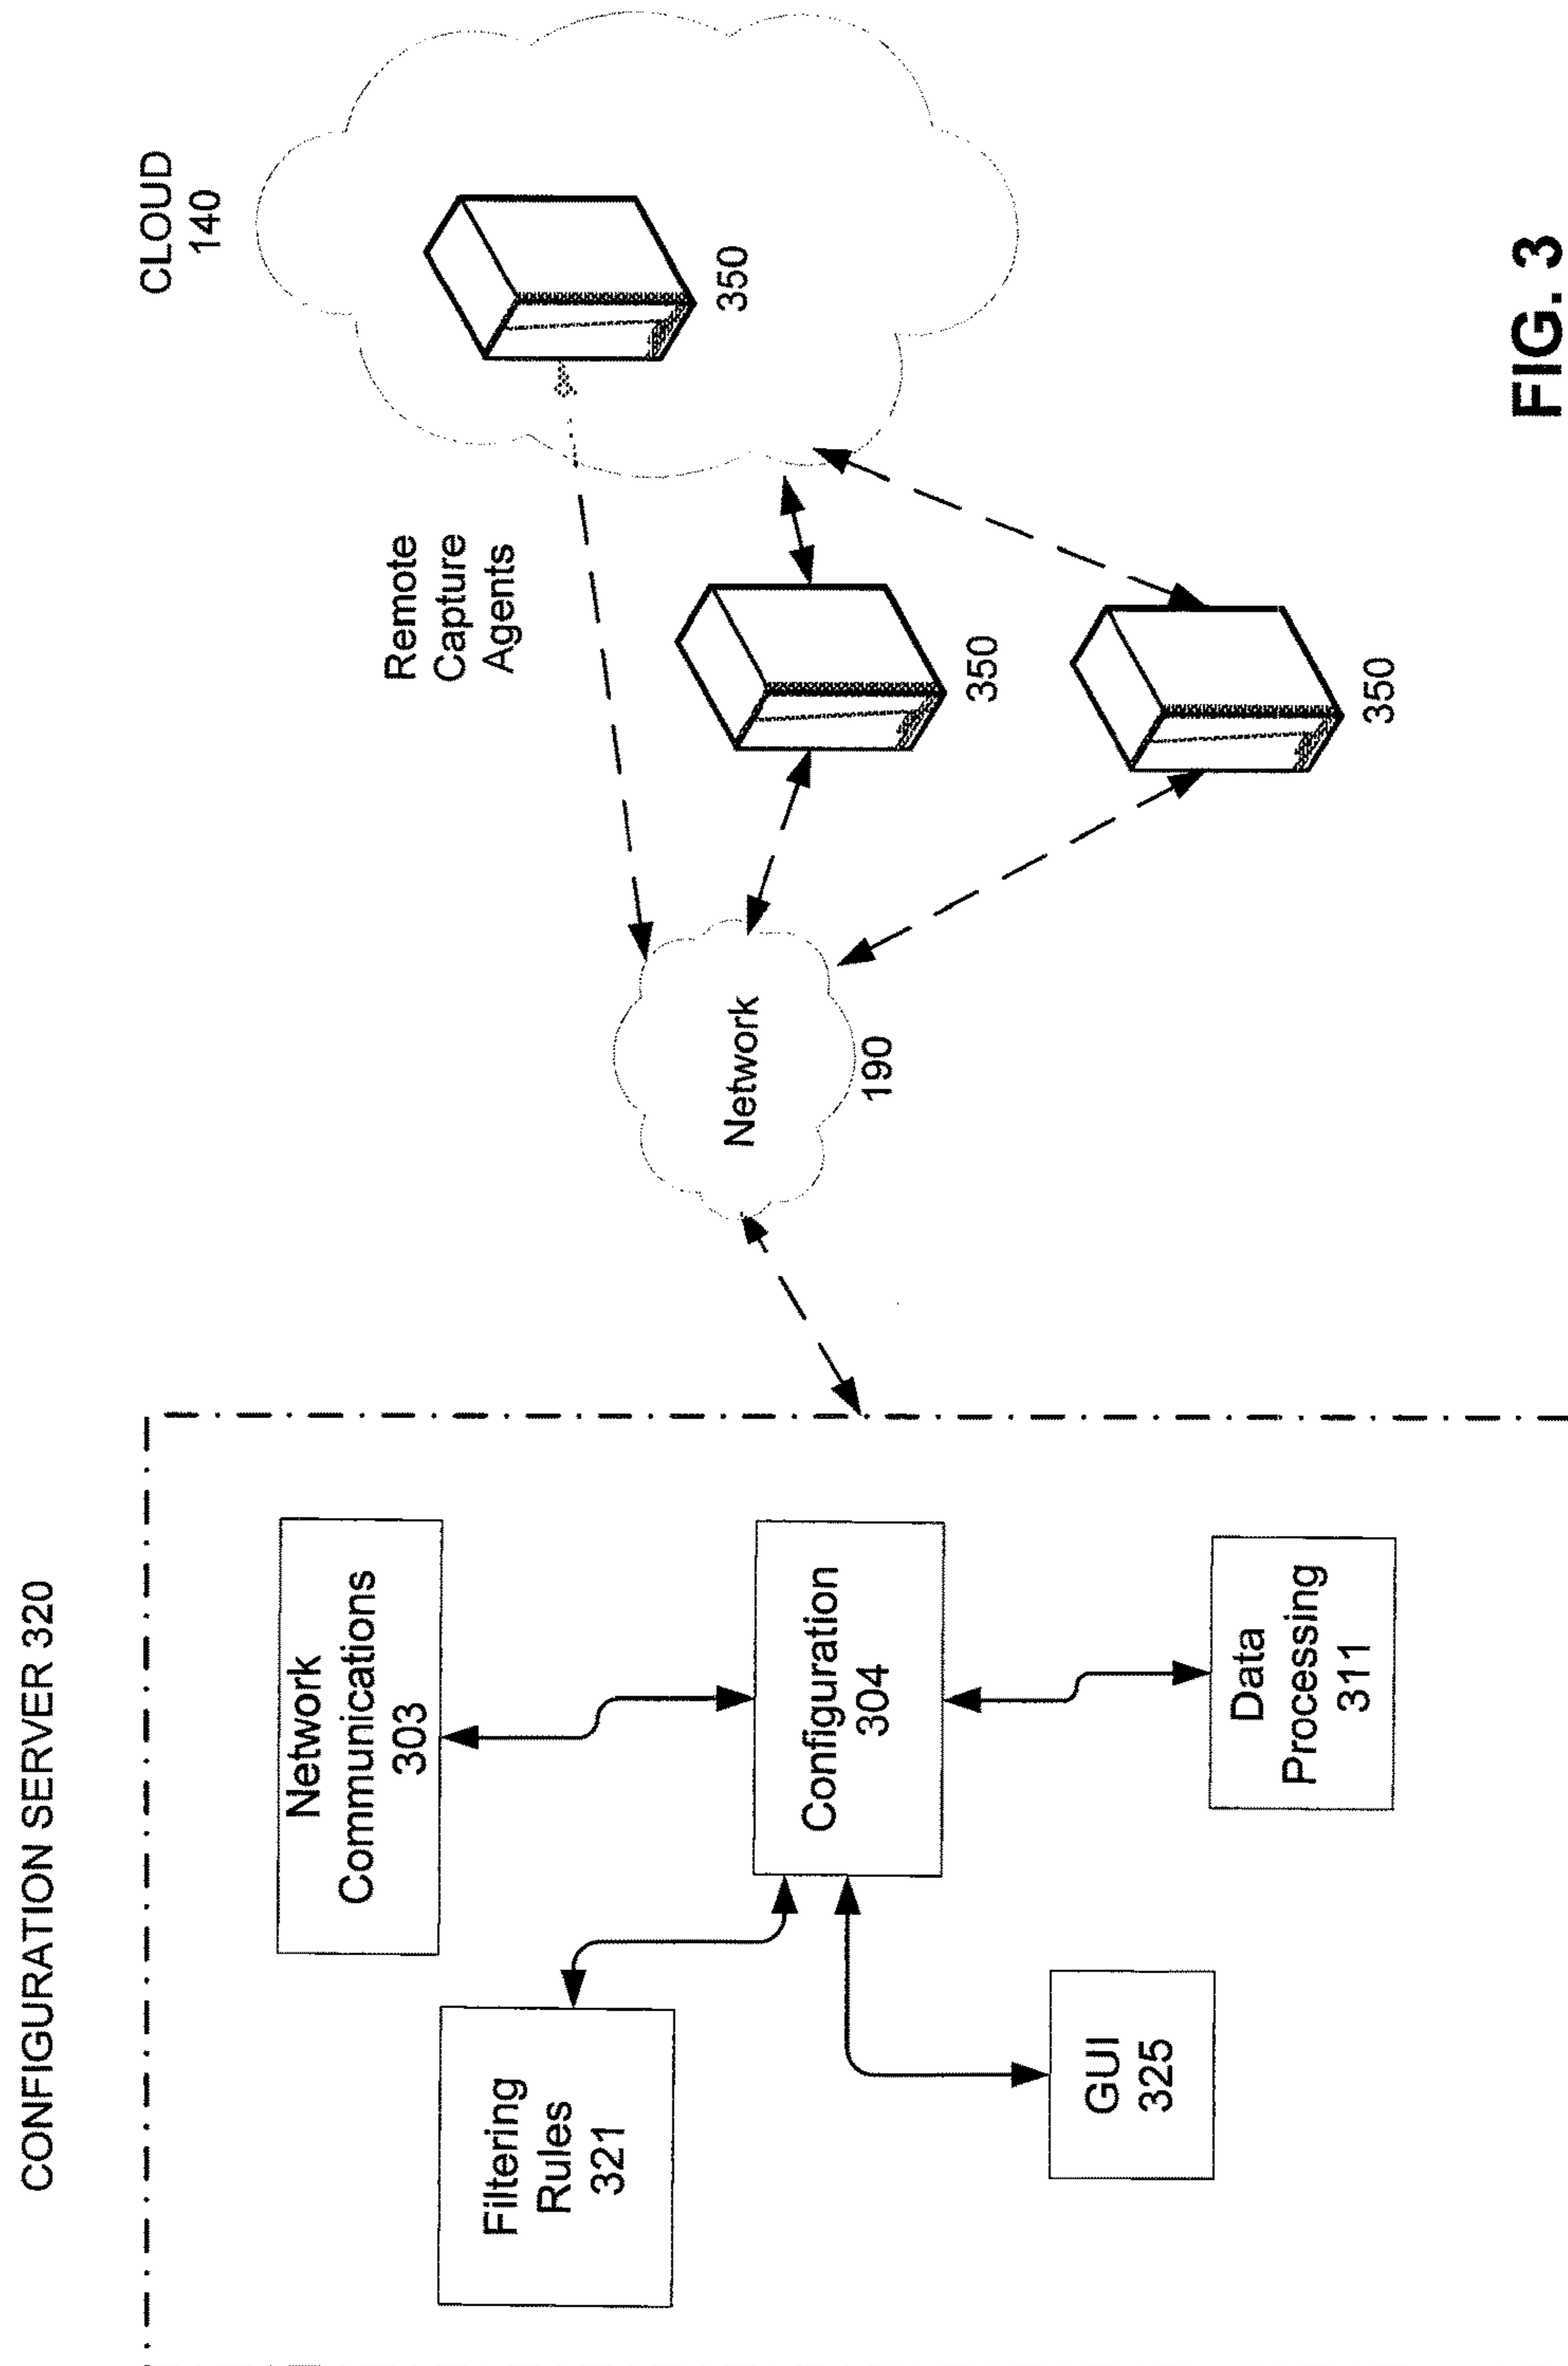 CONFIGURATION SERVER 320
Network
Communications
303
Filtering
Rules
321
Configuration
304
GUI
325
Data
Processing
311
Network
190
Remote
Capture
Agents
CLOUD
140
350
350
350
FIG. 3